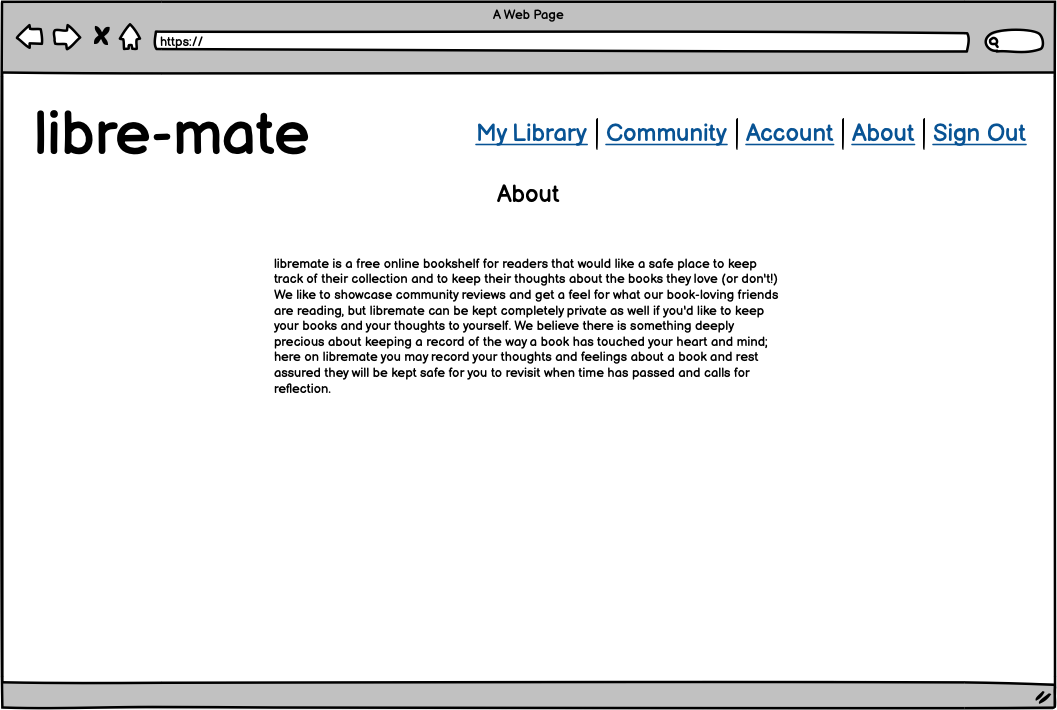 A Web Page
https://
libre-mate
My Library | Community | Account | About | Sign Out
About
libremate is a free online bookshelf for readers that would like a safe place to keep
track of their collection and to keep their thoughts about the books they love (or don't!)
We like to showcase community reviews and get a feel for what our book-loving friends
are reading, but libremate can be kept completely private as well if you'd like to keep
your books and your thoughts to yourself. We believe there is something deeply
precious about keeping a record of the way a book has touched your heart and mind;
here on libremate you may record your thoughts and feelings about a book and rest
assured they will be kept safe for you to revisit when time has passed and calls for
reflection.